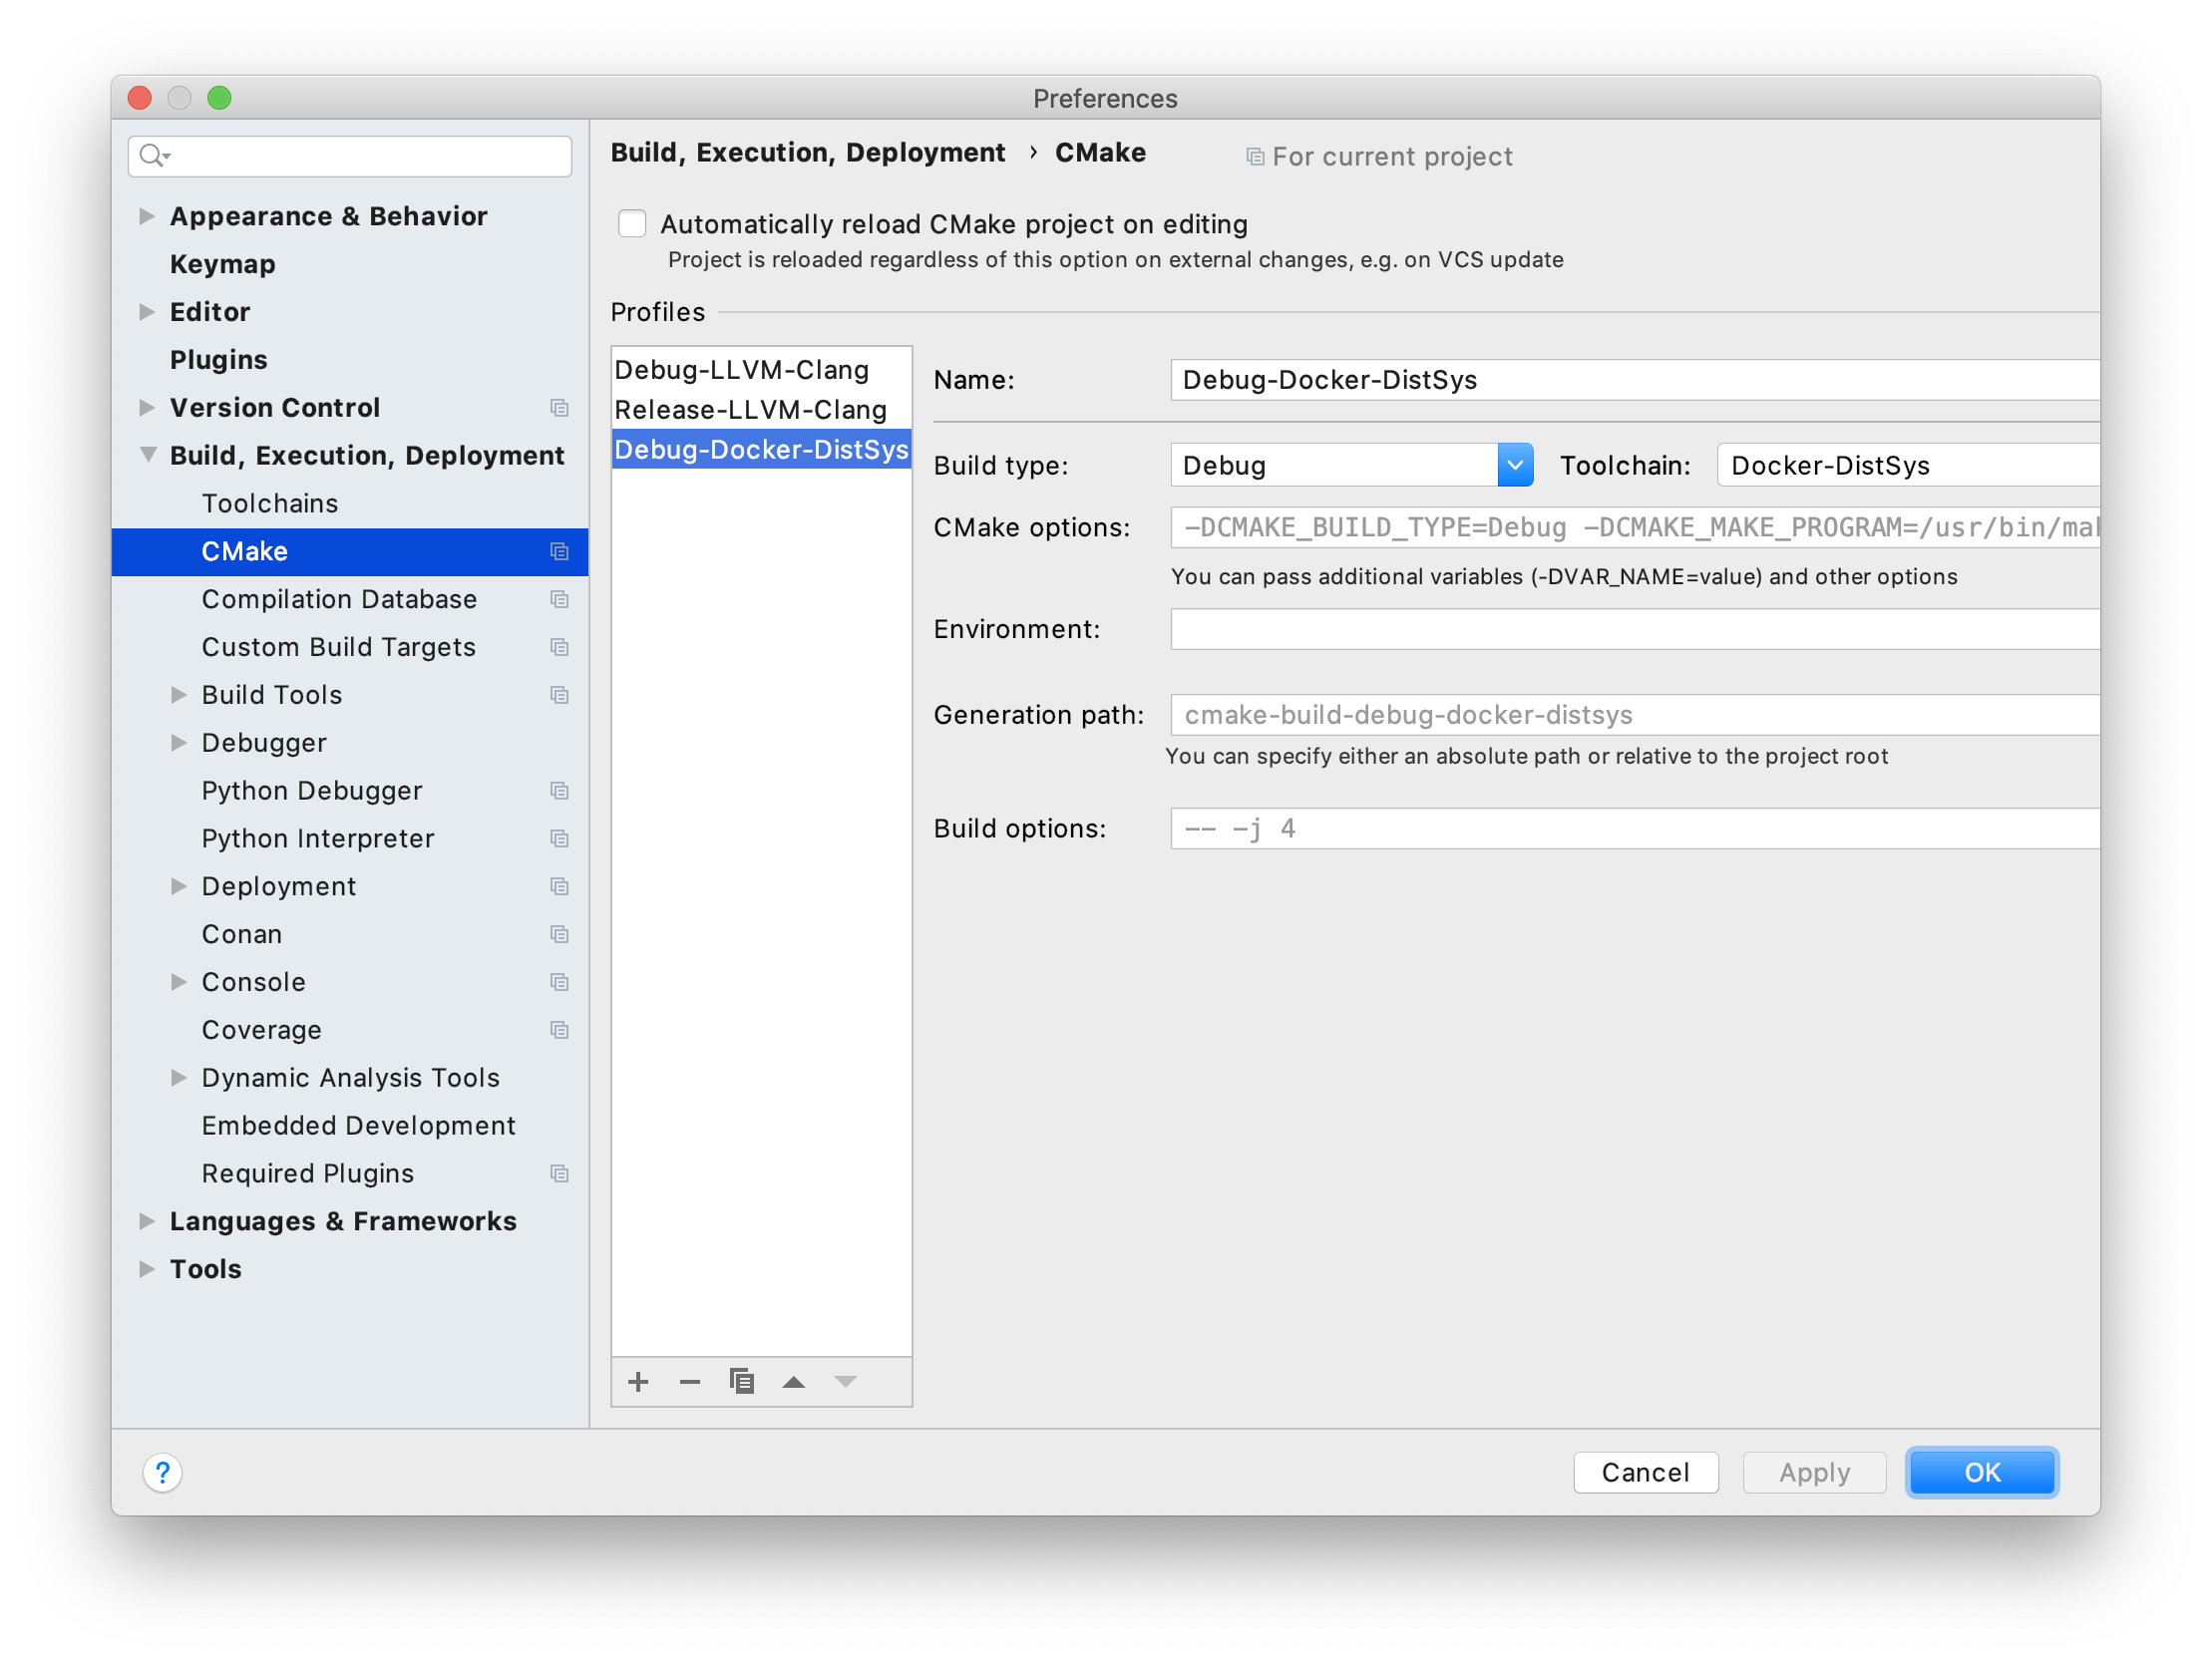 Preferences
Build, Execution, Deployment › CMake
For current project
Appearance & Behavior
Keymap
Editor
Plugins
Version Control
Build, Execution, Deployment
Toolchains
CMake
Compilation Database
Custom Build Targets
Build Tools
Debugger
Python Debugger
Python Interpreter
Deployment
Conan
Console
Coverage
Dynamic Analysis Tools
Embedded Development
Required Plugins
Languages & Frameworks
Tools
Automatically reload CMake project on editing
Project is reloaded regardless of this option on external changes, e.g. on VCS update
Profiles
Debug-LLVM-Clang
Release-LLVM-Clang
Debug-Docker-DistSys
Name: Debug-Docker-DistSys
Build type: Debug Toolchain: Docker-DistSys
CMake options: -DCMAKE_BUILD_TYPE=Debug -DCMAKE_MAKE_PROGRAM=/usr/bin/mak
You can pass additional variables (-DVAR_NAME=value) and other options
Environment:
Generation path: cmake-build-debug-docker-distsys
You can specify either an absolute path or relative to the project root
Build options: -- -j 4
?
Cancel
Apply
OK